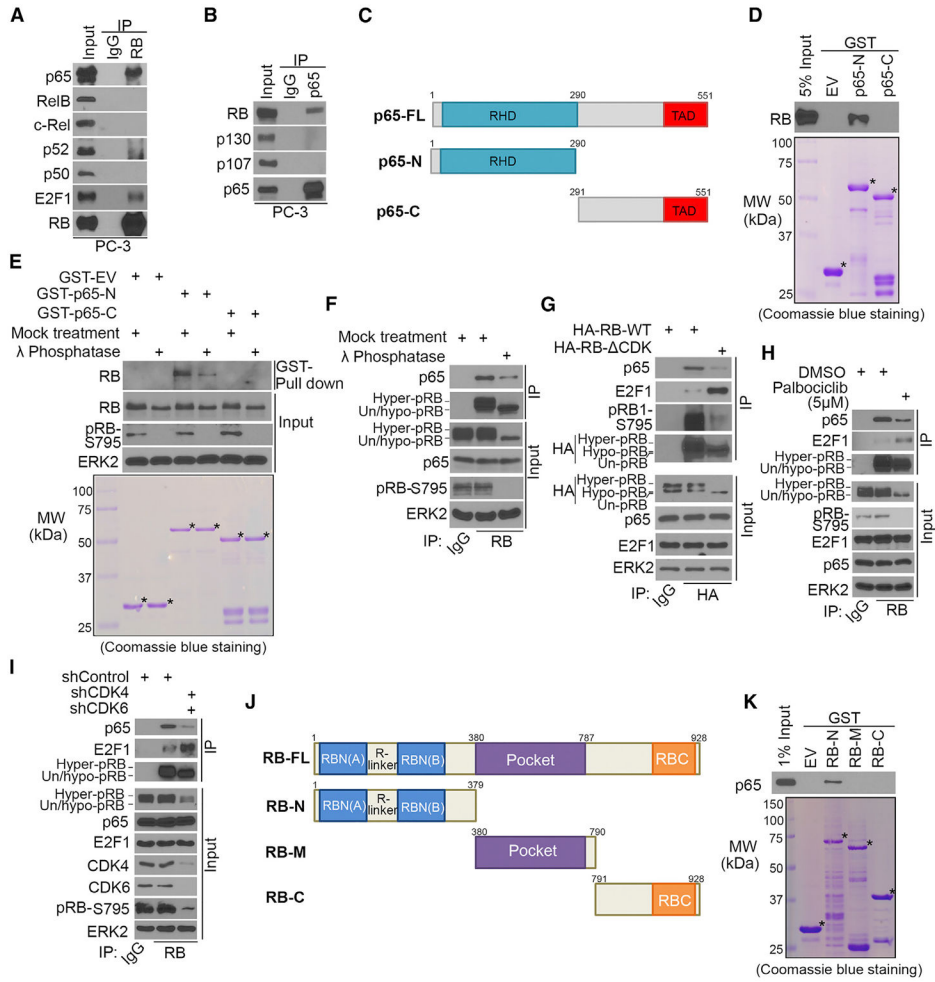 A
IP
Input
IgG
RB
p65
RelB
c-Rel
p52
p50
E2F1
RB
PC-3
B
IP
Input
IgG
p65
RB
p130
p107
p65
PC-3
C
1 290 551
p65-FL RHD TAD
1 290
p65-N RHD
291 551
p65-C TAD
D
GST
5% Input
EV
p65-N
p65-C
RB
100
75
MW
(kDa)
50
37
25
* * *
(Coomassie blue staining)
E
GST-EV + +
GST-p65-N + +
GST-p65-C + +
Mock treatment + + +
λ Phosphatase + + +
RB
GST-
Pull down
RB
pRB-
S795
ERK2
Input
MW
(kDa)
100
75
50
37
25
* * * * * *
(Coomassie blue staining)
F
Mock treatment + +
λ Phosphatase +
p65
Hyper-pRB
Un/hypo-pRB
IP
Hyper-pRB
Un/hypo-pRB
p65
pRB-S795
ERK2
Input
IP: IgG RB
G
HA-RB-WT + +
HA-RB-ΔCDK +
p65
E2F1
pRB1-
S795
HA
Hyper-pRB
Hypo-pRB
Un-pRB
IP
HA
Hyper-pRB
Hypo-pRB
Un-pRB
p65
E2F1
ERK2
Input
IP: IgG HA
H
DMSO + +
Palbociclib
(5μM) +
p65
E2F1
Hyper-pRB
Un/hypo-pRB
IP
Hyper-pRB
Un/hypo-pRB
pRB-
S795
E2F1
p65
ERK2
Input
IP: IgG RB
I
shControl + +
shCDK4 +
shCDK6 +
p65
E2F1
Hyper-pRB
Un/hypo-pRB
IP
Hyper-pRB
Un/hypo-pRB
p65
E2F1
CDK4
CDK6
pRB-S795
ERK2
Input
IP: IgG RB
J
1 380 787 928
RB-FL RBN(A) R-linker RBN(B) Pocket RBC
1 379
RB-N RBN(A) R-linker RBN(B)
380 790
RB-M Pocket
791 928
RB-C RBC
K
GST
1% Input
EV
RB-N
RB-M
RB-C
p65
150
100
75
MW
(kDa)
50
37
25
* * * *
(Coomassie blue staining)